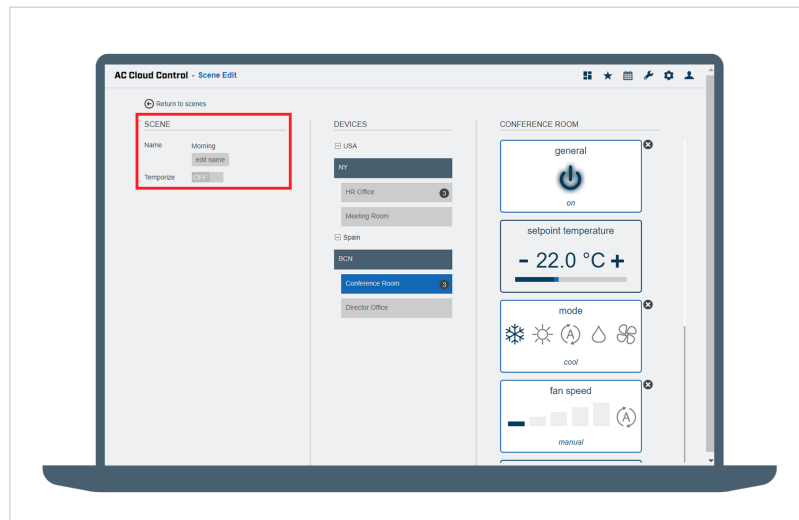 AC Cloud Control - Scene Edit
Return to scenes
SCENE
Name Morning
edit name
Temporize OFF
DEVICES
USA
NY
HR Office 3
Meeting Room
Spain
BCN
Conference Room 3
Director Office
CONFERENCE ROOM
general
on
setpoint temperature
- 22.0 °C +
mode
A
cool
fan speed
A
manual